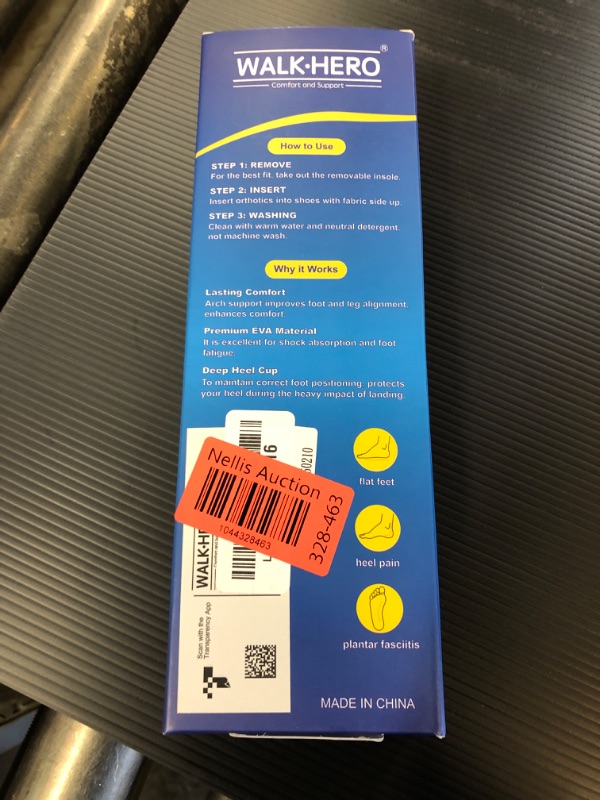 WALK·HERO®
Comfort and Support
How to Use
STEP 1: REMOVE
For the best fit, take out the removable insole.
STEP 2: INSERT
Insert orthotics into shoes with fabric side up.
STEP 3: WASHING
Clean with warm water and neutral detergent,
not machine wash.
Why it Works
Lasting Comfort
Arch support improves foot and leg alignment,
enhances comfort.
Premium EVA Material
It is excellent for shock absorption and foot
fatigue.
Deep Heel Cup
To maintain correct foot positioning protects
your heel during the heavy impact of landing.
Nellis Auction
1044328463
328-463
flat feet
heel pain
plantar fasciitis
Scan with the
Transparency App
MADE IN CHINA